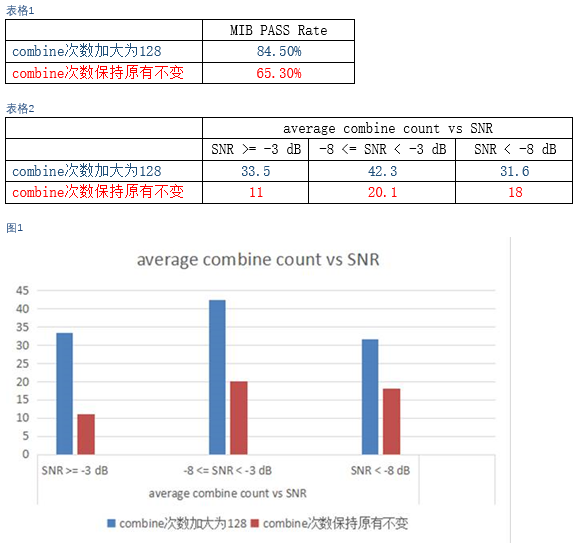 表格1
MIB PASS Rate
combine次数加大为128 84.50%
combine次数保持原有不变 65.30%
表格2
average combine count vs SNR
SNR >= -3 dB -8 <= SNR < -3 dB SNR < -8 dB
combine次数加大为128 33.5 42.3 31.6
combine次数保持原有不变 11 20.1 18
图1
average combine count vs SNR
45
40
35
30
25
20
15
10
5
0
SNR >= -3 dB -8 <= SNR < -3 dB SNR < -8 dB
average combine count vs SNR
combine次数加大为128 combine次数保持原有不变